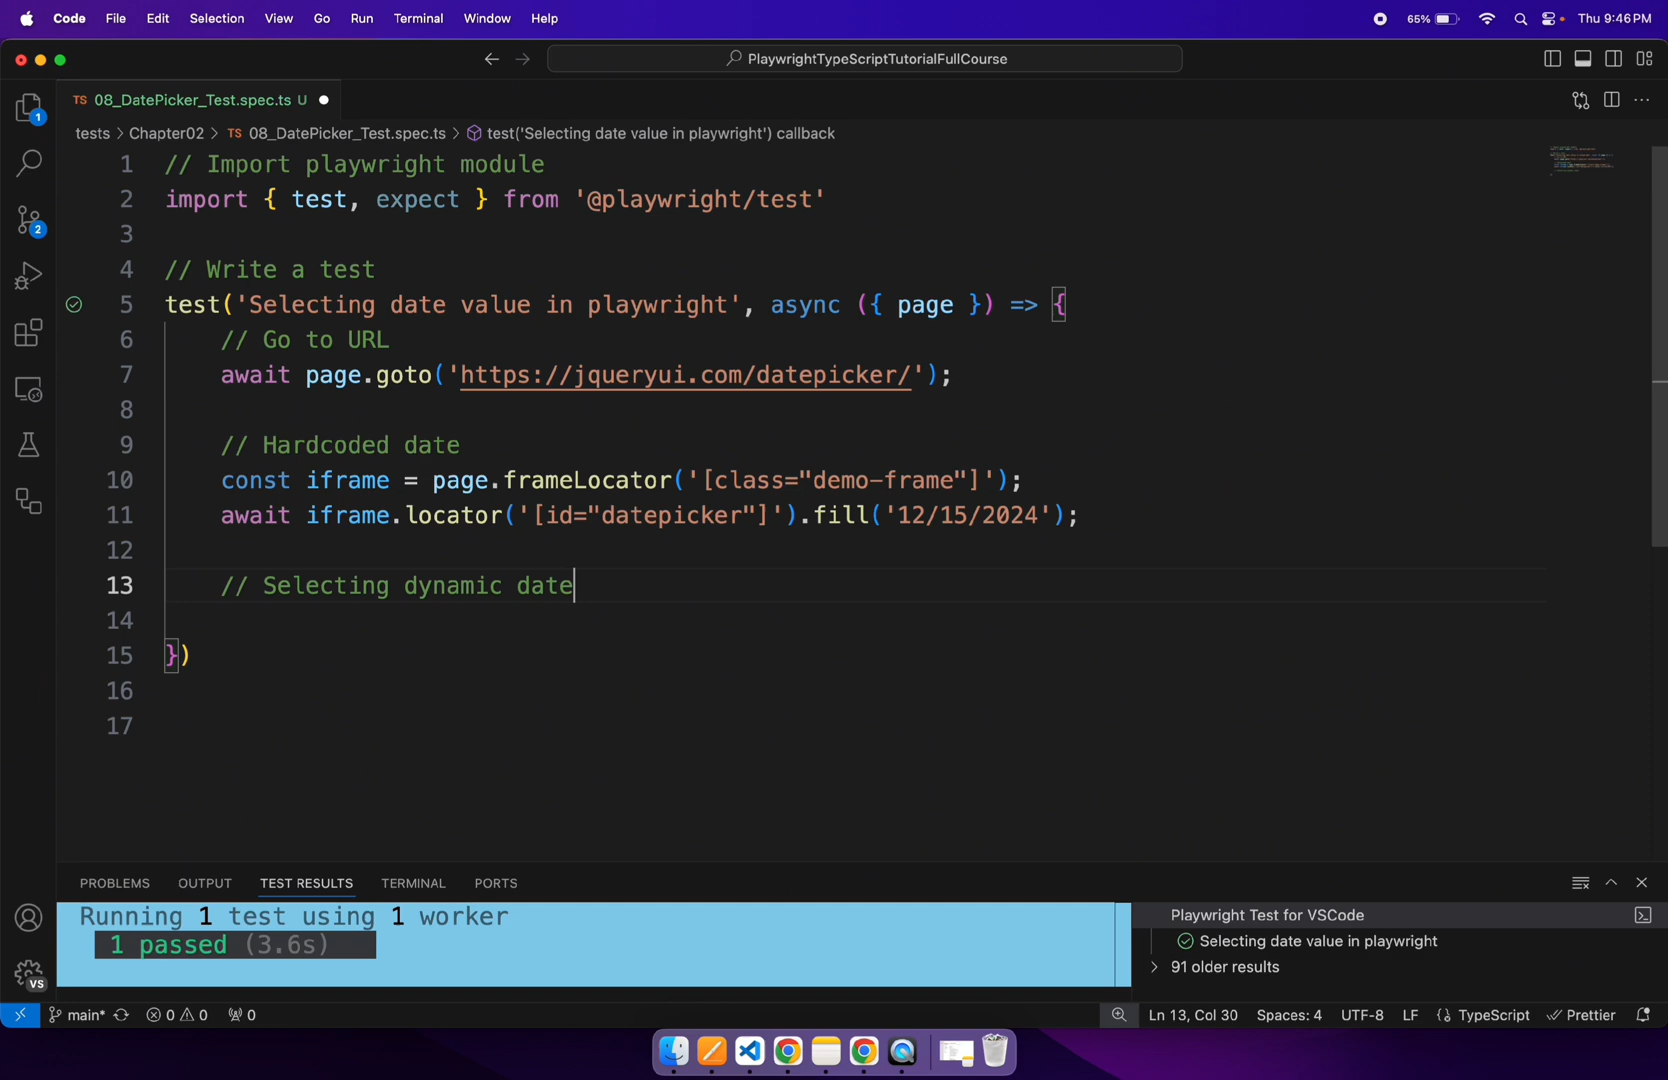 Code File Edit Selection View Go Run Terminal Window Help 65% Thu 9:46 PM
PlaywrightTypeScriptTutorialFullCourse
TS 08_DatePicker_Test.spec.ts U
tests > Chapter02 > TS 08_DatePicker_Test.spec.ts > test('Selecting date value in playwright') callback
1 // Import playwright module
2 import { test, expect } from '@playwright/test'
3
4 // Write a test
5 test('Selecting date value in playwright', async ({ page }) => {
6 // Go to URL
7 await page.goto('https://jqueryui.com/datepicker/');
8
9 // Hardcoded date
10 const iframe = page.frameLocator('[class="demo-frame"]');
11 await iframe.locator('[id="datepicker"]').fill('12/15/2024');
12
13 // Selecting dynamic date
14
15 })
16
17
1
2
VS
PROBLEMS OUTPUT TEST RESULTS TERMINAL PORTS
Running 1 test using 1 worker
1 passed (3.6s)
Playwright Test for VSCode
Selecting date value in playwright
91 older results
main* 0 0 0 Ln 13, Col 30 Spaces: 4 UTF-8 LF TypeScript Prettier